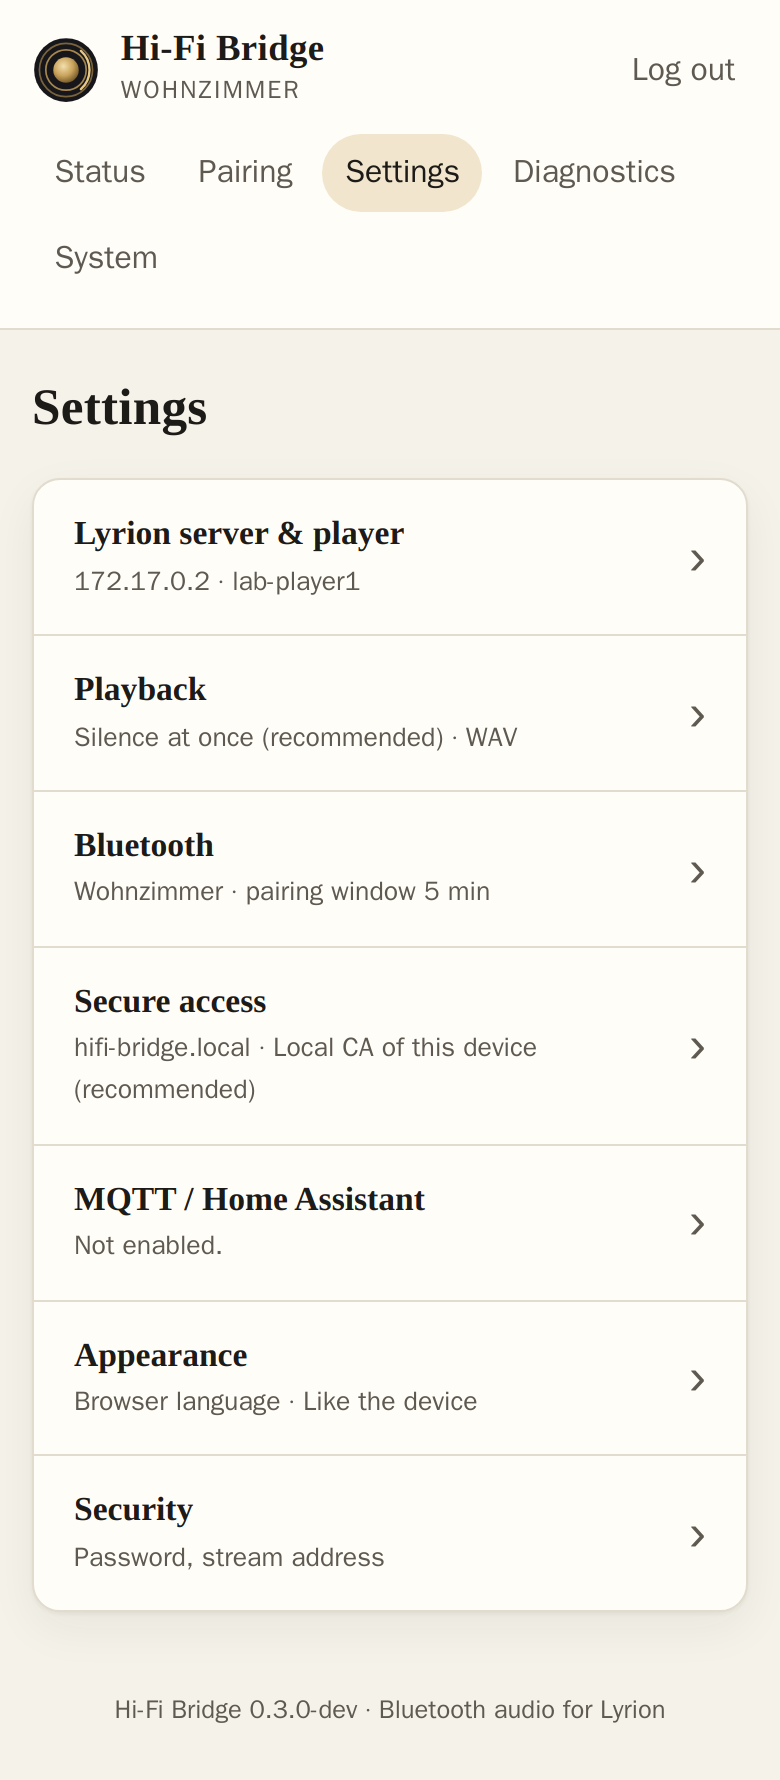 Hi-Fi Bridge
WOHNZIMMER
Log out
Status Pairing Settings Diagnostics
System
Settings
Lyrion server & player
172.17.0.2 · lab-player1
Playback
Silence at once (recommended) · WAV
Bluetooth
Wohnzimmer · pairing window 5 min
Secure access
hifi-bridge.local · Local CA of this device
(recommended)
MQTT / Home Assistant
Not enabled.
Appearance
Browser language · Like the device
Security
Password, stream address
Hi-Fi Bridge 0.3.0-dev · Bluetooth audio for Lyrion